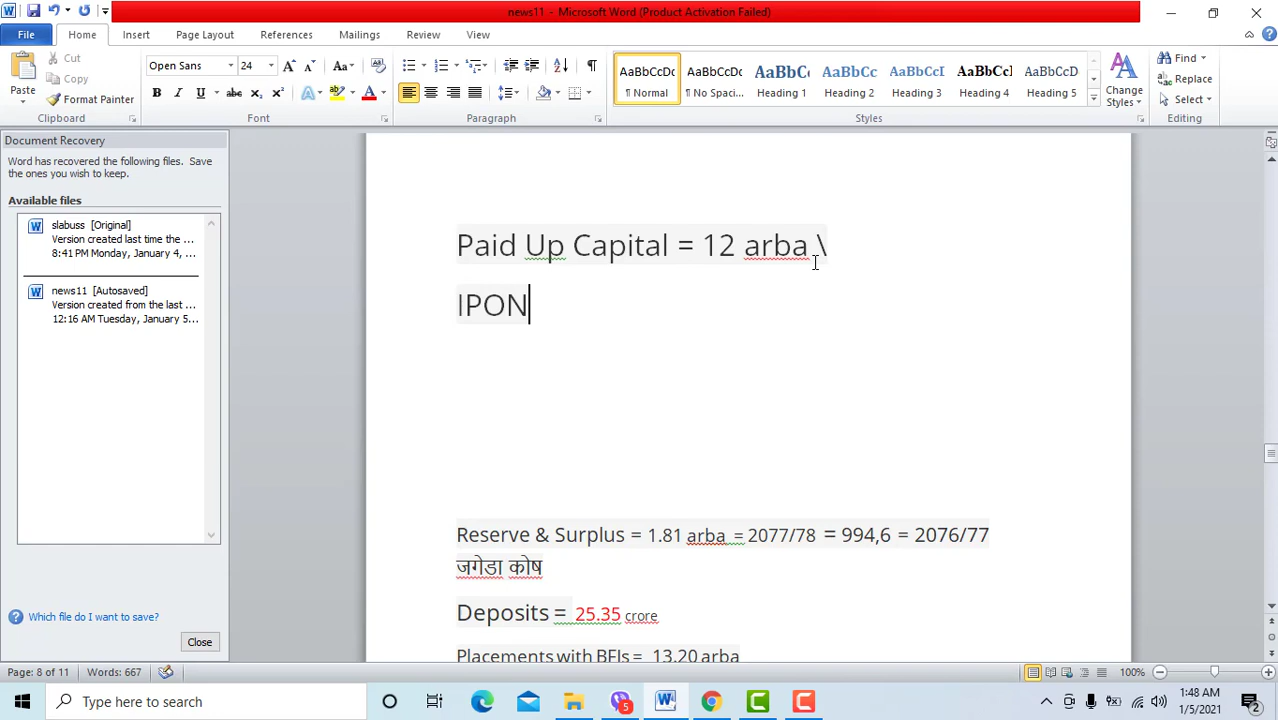 news11 - Microsoft Word (Product Activation Failed)
File Home Insert Page Layout References Mailings Review View
Paste
Cut
Copy
Format Painter
Clipboard
Open Sans 24
Font
Paragraph
AaBbCcDc AaBbCcDc AaBbCc AaBbCc AaBbCcI AaBbCc AaBbCcD
¶ Normal ¶ No Spaci... Heading 1 Heading 2 Heading 3 Heading 4 Heading 5
Change Styles
Styles
Find
Replace
Select
Editing
Document Recovery
Word has recovered the following files. Save
the ones you wish to keep.
Available files
slabuss [Original]
Version created last time the ...
8:41 PM Monday, January 4, ...
news11 [Autosaved]
Version created from the last ...
12:16 AM Tuesday, January 5...
Which file do I want to save?
Close
Paid Up Capital = 12 arba \
IPON
Reserve & Surplus = 1.81 arba = 2077/78 = 994,6 = 2076/77
जगेडा कोष
Deposits = 25.35 crore
Placements with BFIs = 13.20 arba
Page: 8 of 11 Words: 667
100%
Type here to search
5
1:48 AM
1/5/2021
2